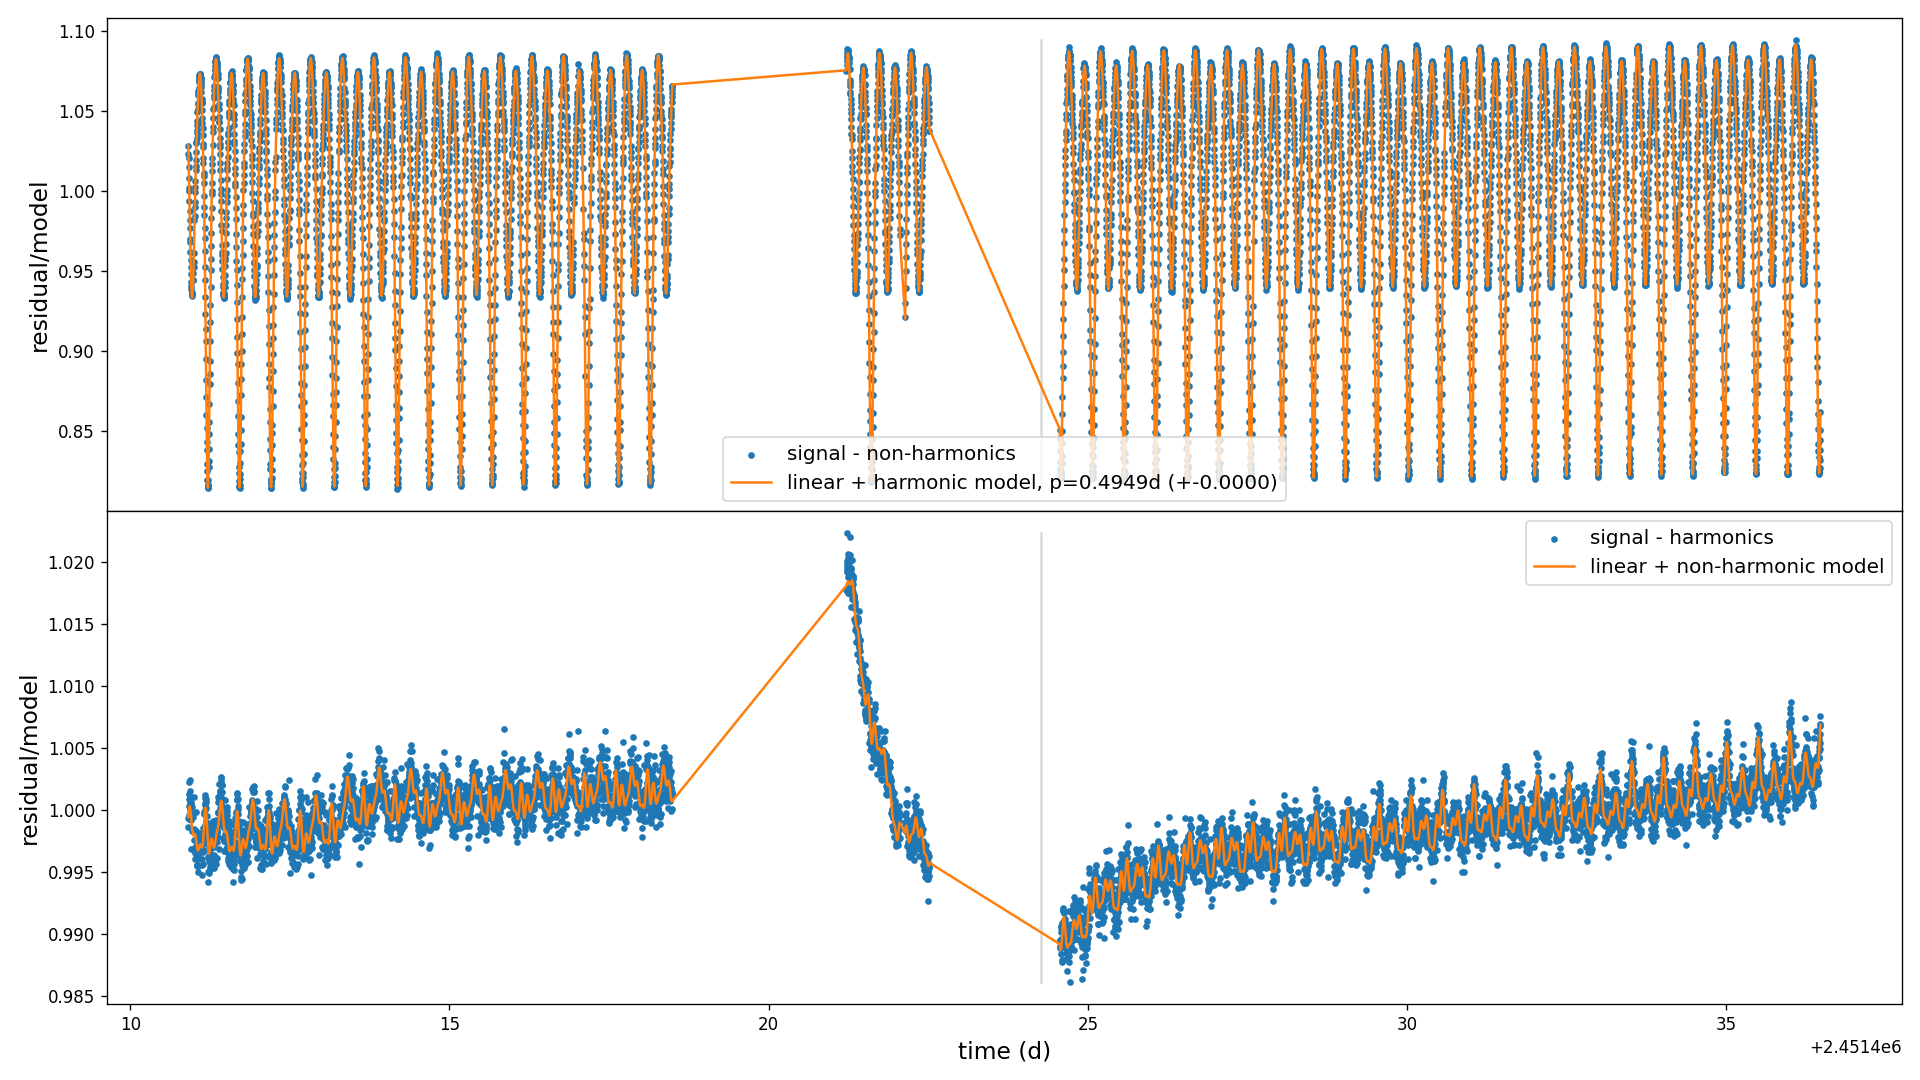 1.10
1.05
1.00
0.95
0.90
0.85
residual/model
signal - non-harmonics
linear + harmonic model, p=0.4949d (+-0.0000)
1.020
1.015
1.010
1.005
1.000
0.995
0.990
0.985
residual/model
signal - harmonics
linear + non-harmonic model
10 15 20 25 30 35
time (d)
+2.4514e6